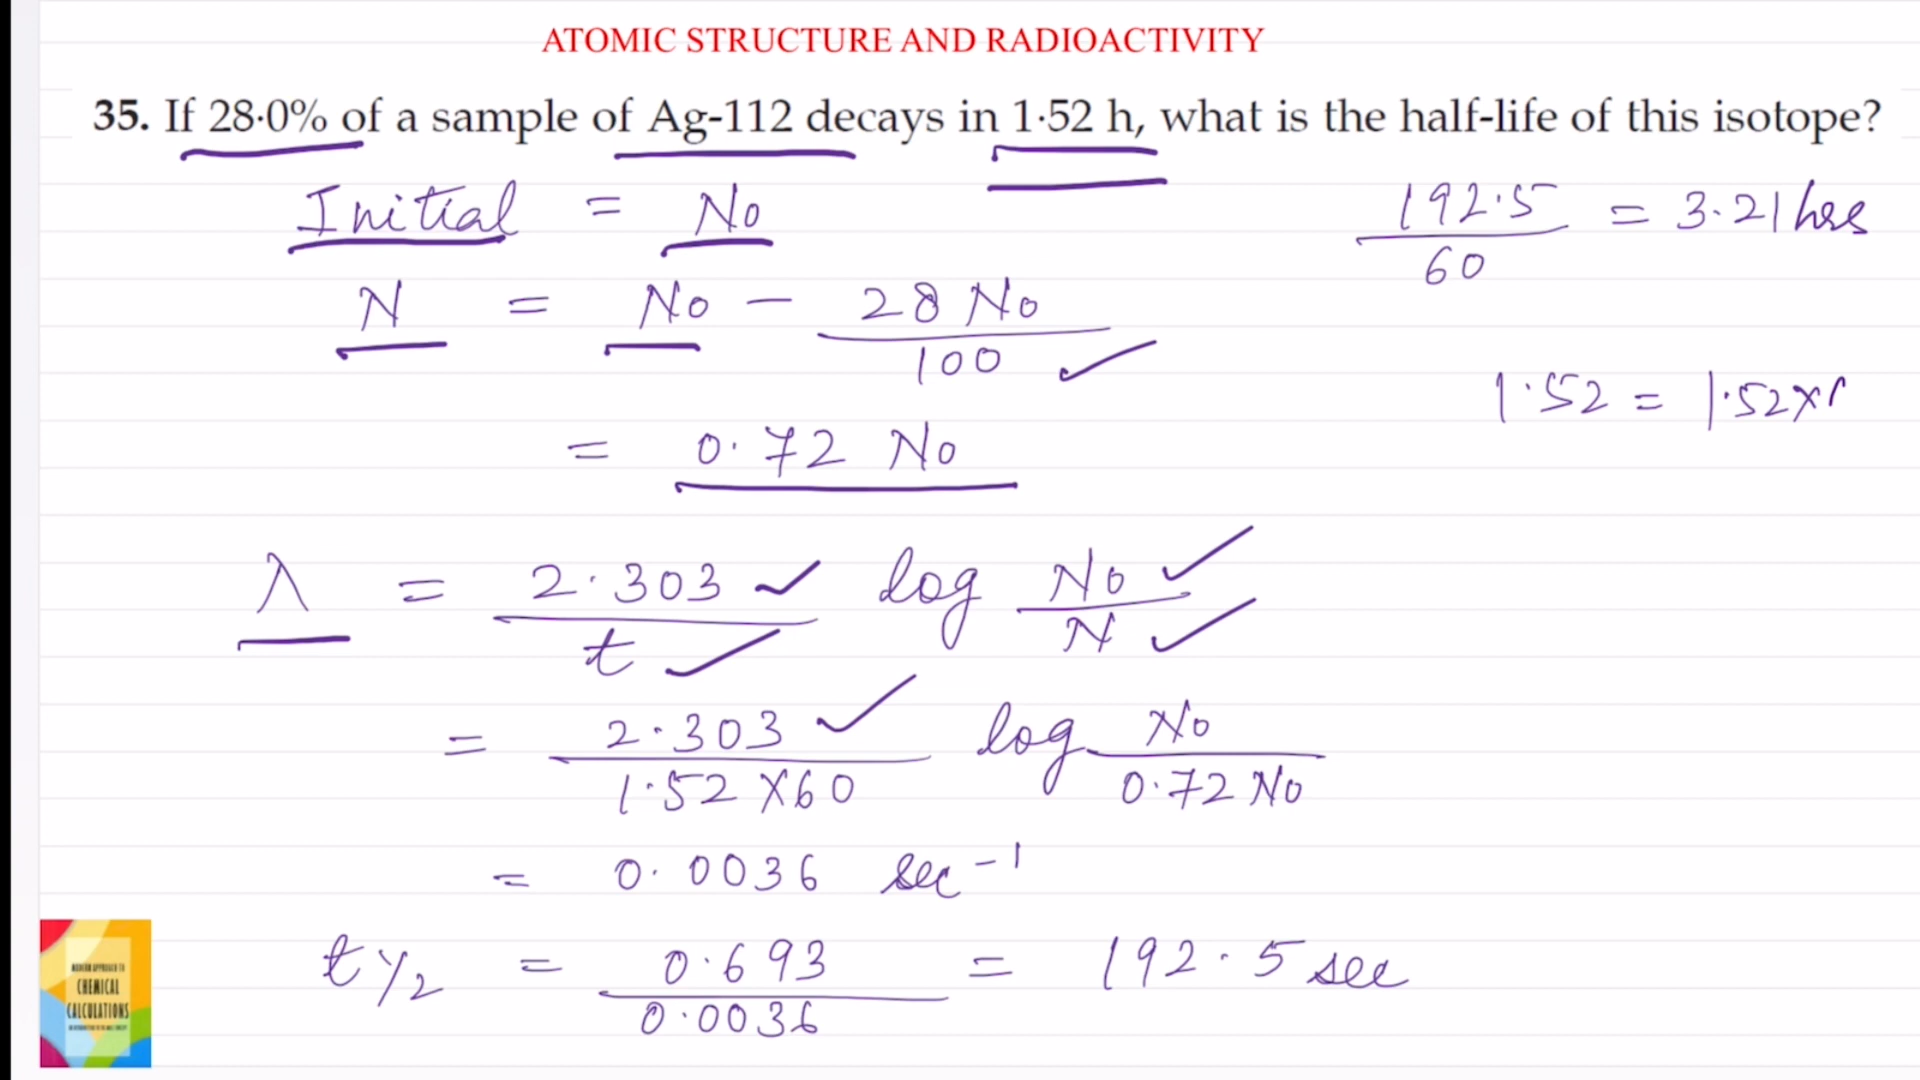 ATOMIC STRUCTURE AND RADIOACTIVITY
35. If 28·0% of a sample of Ag-112 decays in 1·52 h, what is the half-life of this isotope?
Initial = No
192.5 / 60 = 3.21 hrs
N = No - 28 No / 100 ✓
1.52 = 1.52 ×
= 0.72 No
λ = 2.303 ✓ / t ✓ log No ✓ / N ✓
= 2.303 ✓ / 1.52 × 60 log No / 0.72 No
= 0.0036 sec⁻¹
t½ = 0.693 / 0.0036 = 192.5 sec
CHEMICAL
CALCULATIONS